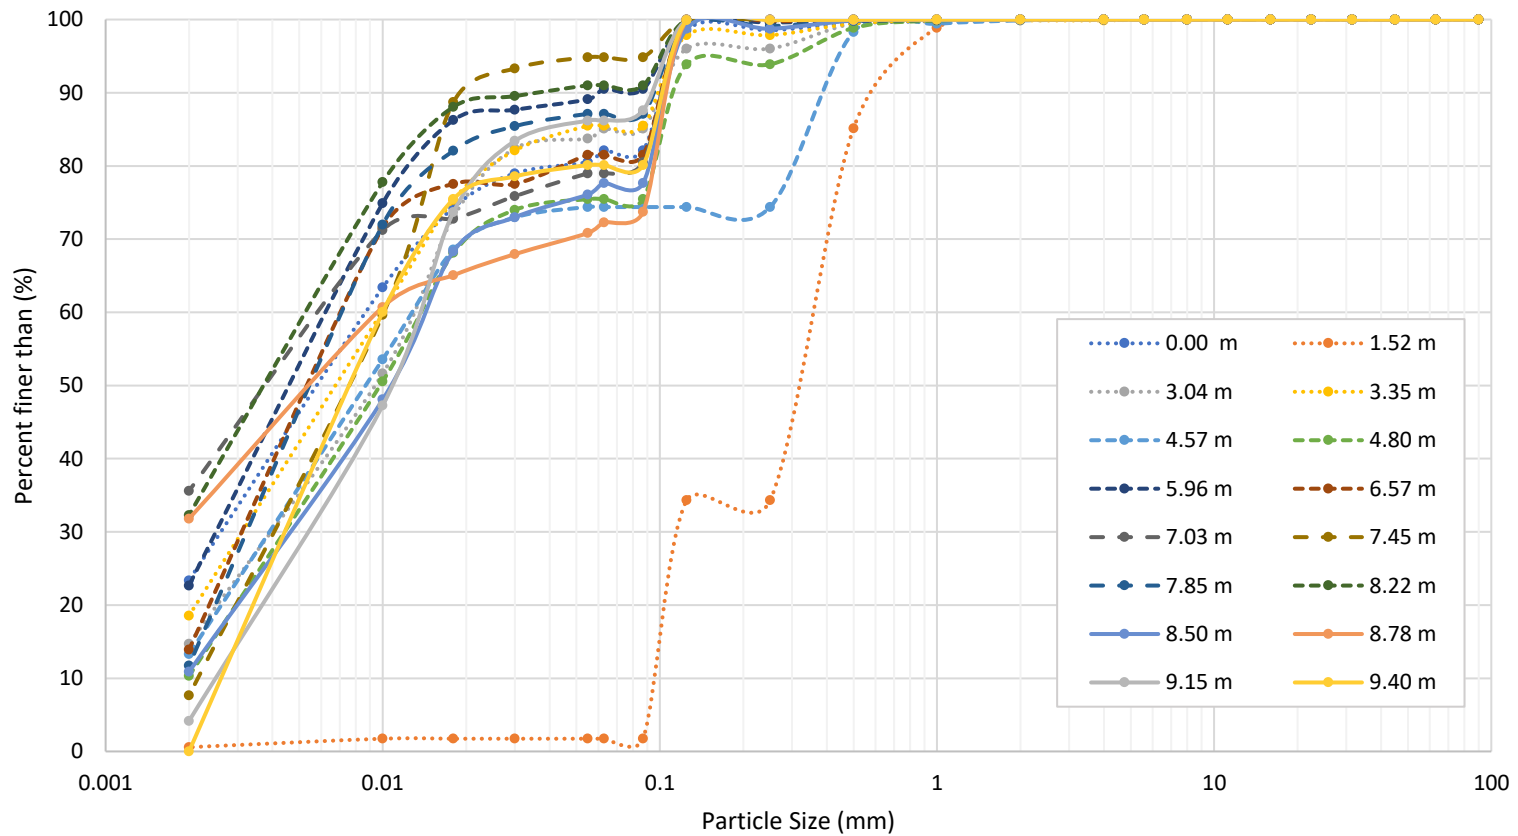 100
90
80
70
60
50
40
30
20
10
0
Percent finer than (%)
0.001 0.01 0.1 1 10 100
Particle Size (mm)
0.00 m 1.52 m
3.04 m 3.35 m
4.57 m 4.80 m
5.96 m 6.57 m
7.03 m 7.45 m
7.85 m 8.22 m
8.50 m 8.78 m
9.15 m 9.40 m